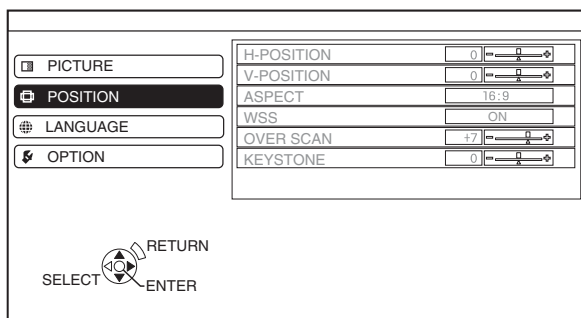 PICTURE
POSITION
LANGUAGE
OPTION
H-POSITION 0
V-POSITION 0
ASPECT 16:9
WSS ON
OVER SCAN +7
KEYSTONE 0
RETURN
SELECT
ENTER